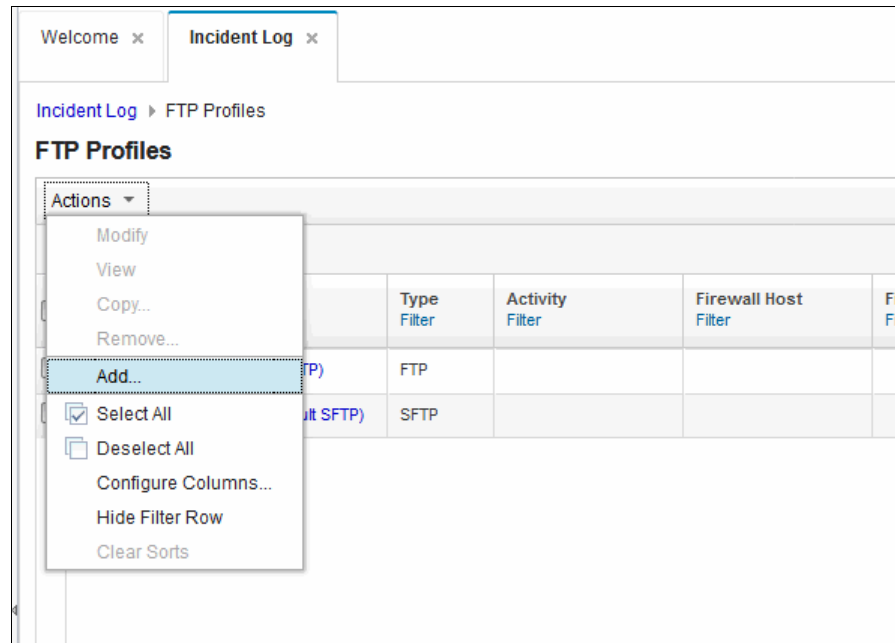 Welcome ×
Incident Log ×
Incident Log ▸ FTP Profiles
FTP Profiles
Actions
Modify
View
Copy...
Remove...
Add...
Select All
Deselect All
Configure Columns...
Hide Filter Row
Clear Sorts
Type Activity Firewall Host
Filter Filter Filter
TP) FTP
ult SFTP) SFTP